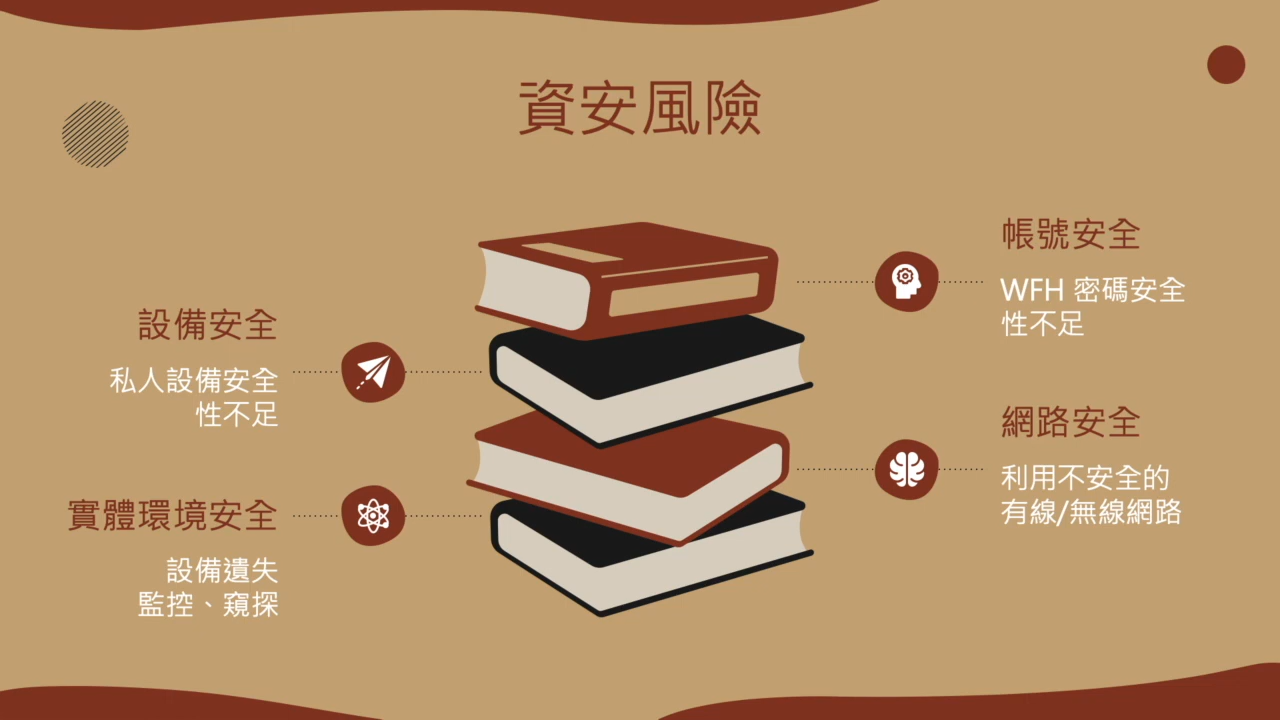 資安風險
設備安全
私人設備安全
性不足
實體環境安全
設備遺失
監控、窺探
帳號安全
WFH 密碼安全
性不足
網路安全
利用不安全的
有線/無線網路